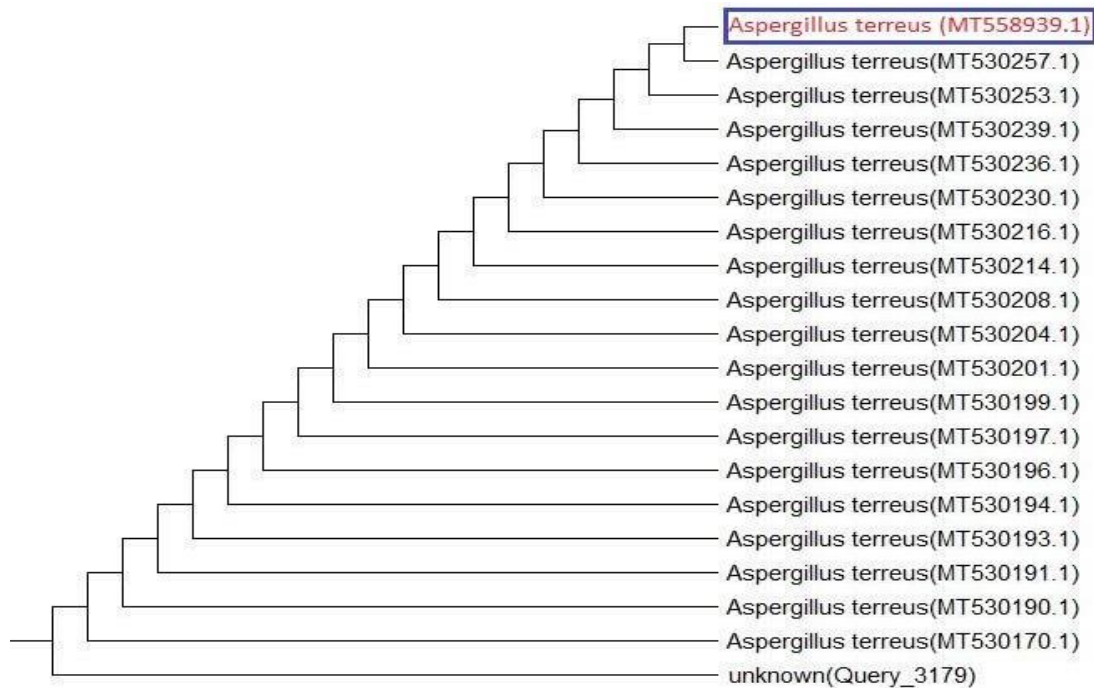 Aspergillus terreus (MT558939.1)
Aspergillus terreus(MT530257.1)
Aspergillus terreus(MT530253.1)
Aspergillus terreus(MT530239.1)
Aspergillus terreus(MT530236.1)
Aspergillus terreus(MT530230.1)
Aspergillus terreus(MT530216.1)
Aspergillus terreus(MT530214.1)
Aspergillus terreus(MT530208.1)
Aspergillus terreus(MT530204.1)
Aspergillus terreus(MT530201.1)
Aspergillus terreus(MT530199.1)
Aspergillus terreus(MT530197.1)
Aspergillus terreus(MT530196.1)
Aspergillus terreus(MT530194.1)
Aspergillus terreus(MT530193.1)
Aspergillus terreus(MT530191.1)
Aspergillus terreus(MT530190.1)
Aspergillus terreus(MT530170.1)
unknown(Query_3179)